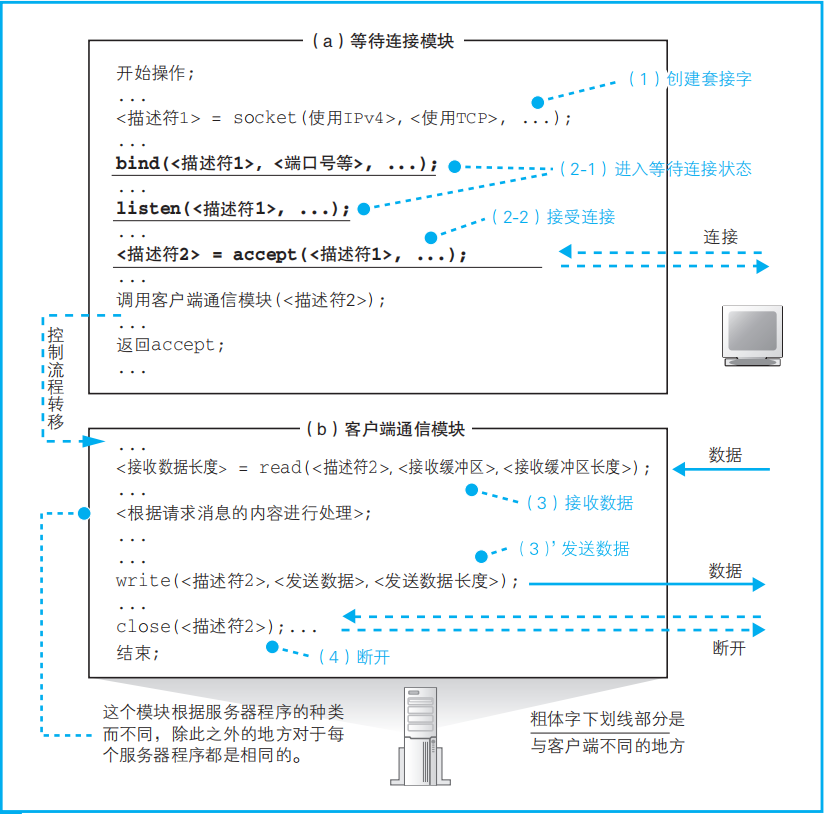 (a)等待连接模块
开始操作;
...
(1)创建套接字
<描述符1> = socket(使用IPv4>,<使用TCP>, ...);
...
bind(<描述符1>, <端口号等>, ...);
(2-1)进入等待连接状态
...
listen(<描述符1>, ...);
(2-2)接受连接
...
连接
<描述符2> = accept(<描述符1>, ...);
...
调用客户端通信模块(<描述符2>);
...
返回accept;
...
控制流程转移
(b)客户端通信模块
...
数据
<接收数据长度> = read(<描述符2>,<接收缓冲区>,<接收缓冲区长度>);
...
(3)接收数据
<根据请求消息的内容进行处理>;
...
...
(3)’发送数据
数据
write(<描述符2>,<发送数据>,<发送数据长度>);
...
close(<描述符2>);...
断开
结束;
(4)断开
这个模块根据服务器程序的种类
而不同，除此之外的地方对于每
个服务器程序都是相同的。
粗体字下划线部分是
与客户端不同的地方